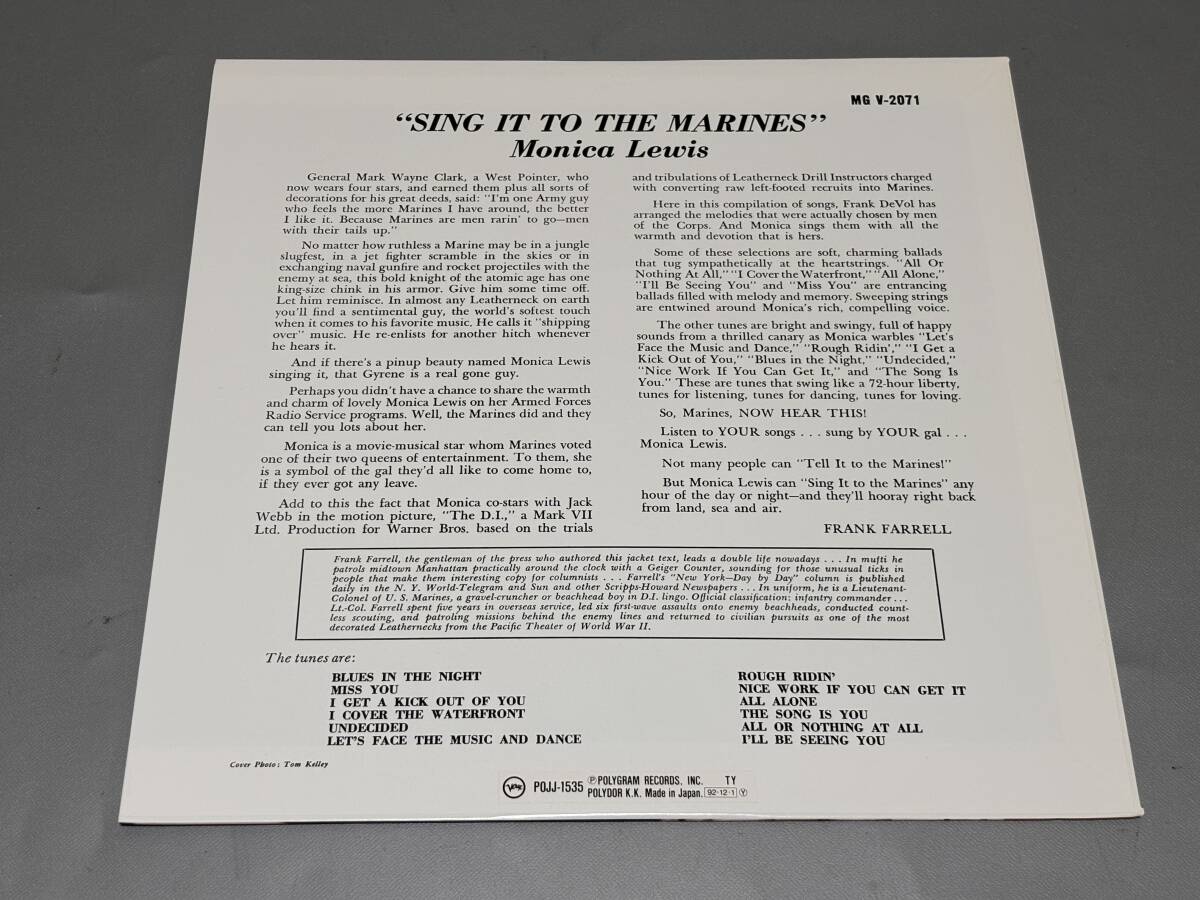 MG V-2071
“SING IT TO THE MARINES”
Monica Lewis
General Mark Wayne Clark, a West Pointer, who
now wears four stars, and earned them plus all sorts of
decorations for his great deeds, said: “I'm one Army guy
who feels the more Marines I have around, the better
I like it. Because Marines are men rarin' to go—men
with their tails up.”
No matter how ruthless a Marine may be in a jungle
slugfest, in a jet fighter scramble in the skies or in
exchanging naval gunfire and rocket projectiles with the
enemy at sea, this bold knight of the atomic age has one
king-size chink in his armor. Give him some time off.
Let him reminisce. In almost any Leatherneck on earth
you'll find a sentimental guy, the world's softest touch
when it comes to his favorite music. He calls it “shipping
over” music. He re-enlists for another hitch whenever
he hears it.
And if there's a pinup beauty named Monica Lewis
singing it, that Gyrene is a real gone guy.
Perhaps you didn't have a chance to share the warmth
and charm of lovely Monica Lewis on her Armed Forces
Radio Service programs. Well, the Marines did and they
can tell you lots about her.
Monica is a movie-musical star whom Marines voted
one of their two queens of entertainment. To them, she
is a symbol of the gal they'd all like to come home to,
if they ever got any leave.
Add to this the fact that Monica co-stars with Jack
Webb in the motion picture, “The D.I.,” a Mark VII
Ltd. Production for Warner Bros. based on the trials
and tribulations of Leatherneck Drill Instructors charged
with converting raw left-footed recruits into Marines.
Here in this compilation of songs, Frank DeVol has
arranged the melodies that were actually chosen by men
of the Corps. And Monica sings them with all the
warmth and devotion that is hers.
Some of these selections are soft, charming ballads
that tug sympathetically at the heartstrings. “All Or
Nothing At All,” “I Cover the Waterfront,” “All Alone,”
“I'll Be Seeing You” and “Miss You” are entrancing
ballads filled with melody and memory. Sweeping strings
are entwined around Monica's rich, compelling voice.
The other tunes are bright and swingy, full of happy
sounds from a thrilled canary as Monica warbles “Let's
Face the Music and Dance,” “Rough Ridin',” “I Get a
Kick Out of You,” “Blues in the Night,” “Undecided,”
“Nice Work If You Can Get It,” and “The Song Is
You.” These are tunes that swing like a 72-hour liberty,
tunes for listening, tunes for dancing, tunes for loving.
So, Marines, NOW HEAR THIS!
Listen to YOUR songs . . . sung by YOUR gal . . .
Monica Lewis.
Not many people can “Tell It to the Marines!”
But Monica Lewis can “Sing It to the Marines” any
hour of the day or night—and they'll hooray right back
from land, sea and air.
FRANK FARRELL
Frank Farrell, the gentleman of the press who authored this jacket text, leads a double life nowadays . . . In mufti he
patrols midtown Manhattan practically around the clock with a Geiger Counter, sounding for those unusual ticks in
people that make them interesting copy for columnists . . . Farrell's “New York—Day by Day” column is published
daily in the N. Y. World-Telegram and Sun and other Scripps-Howard Newspapers . . . In uniform, he is a Lieutenant-
Colonel of U. S. Marines, a gravel-cruncher or beachhead boy in D.I. lingo. Official classification: infantry commander . . .
Lt.-Col. Farrell spent five years in overseas service, led six first-wave assaults onto enemy beachheads, conducted count-
less scouting, and patroling missions behind the enemy lines and returned to civilian pursuits as one of the most
decorated Leathernecks from the Pacific Theater of World War II.
The tunes are:
BLUES IN THE NIGHT
MISS YOU
I GET A KICK OUT OF YOU
I COVER THE WATERFRONT
UNDECIDED
LET'S FACE THE MUSIC AND DANCE
ROUGH RIDIN'
NICE WORK IF YOU CAN GET IT
ALL ALONE
THE SONG IS YOU
ALL OR NOTHING AT ALL
I'LL BE SEEING YOU
Cover Photo: Tom Kelley
Verve POJJ-1535 ℗POLYGRAM RECORDS, INC. TY
POLYDOR K.K. Made in Japan. 92·12·1 Ⓨ